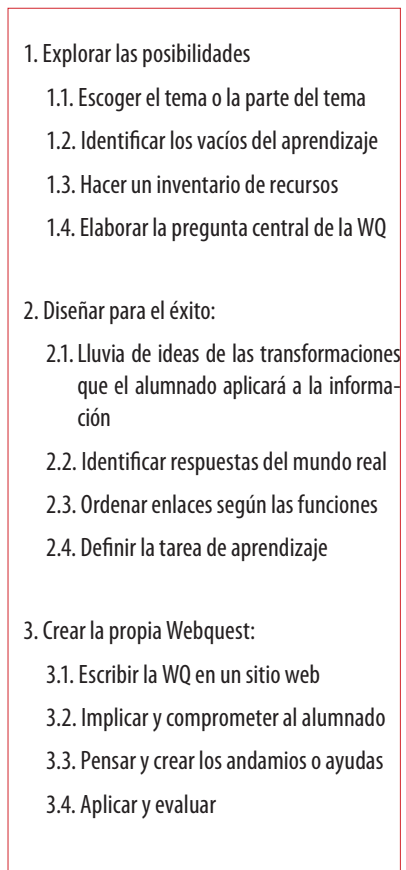 1. Explorar las posibilidades
1.1. Escoger el tema o la parte del tema
1.2. Identificar los vacíos del aprendizaje
1.3. Hacer un inventario de recursos
1.4. Elaborar la pregunta central de la WQ
2. Diseñar para el éxito:
2.1. Lluvia de ideas de las transformaciones
que el alumnado aplicará a la informa-
ción
2.2. Identificar respuestas del mundo real
2.3. Ordenar enlaces según las funciones
2.4. Definir la tarea de aprendizaje
3. Crear la propia Webquest:
3.1. Escribir la WQ en un sitio web
3.2. Implicar y comprometer al alumnado
3.3. Pensar y crear los andamios o ayudas
3.4. Aplicar y evaluar